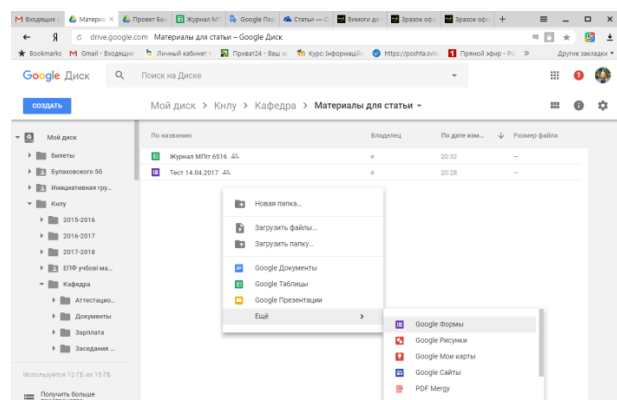 Входящие
Материа
Проект Бак
Журнал МГ
Google Пер
Статьи —
Вимоги до
Зразок офо
Зразок офо
drive.google.com Материалы для статьи – Google Диск
Bookmarks Gmail - Входящие Личный кабинет Приват24 - Ваш Курс: Інформаці https://poshta.svit Прямой эфир - Другие закладки
Google Диск Поиск на Диске
СОЗДАТЬ Мой диск > Кнлу > Кафедра > Материалы для статьи
Мой диск По названию Владелец По дате изм... Размер файла
Билеты Журнал МПіт 6516 я 20:32 –
Булаховского 5б Тест 14.04.2017 я 20:28 –
Инициативная гру...
Кнлу
2015-2016
2016-2017
2017-2018
ЕПФ учбові ма...
Кафедра
Аттестацио...
Документы
Зарплата
Заседания ...
Используется 12 ГБ из 15 ГБ
Получить больше
пространства
Новая папка...
Загрузить файлы...
Загрузить папку...
Google Документы
Google Таблицы
Google Презентации
Ещё
Google Формы
Google Рисунки
Google Мои карты
Google Сайты
PDF Mergy